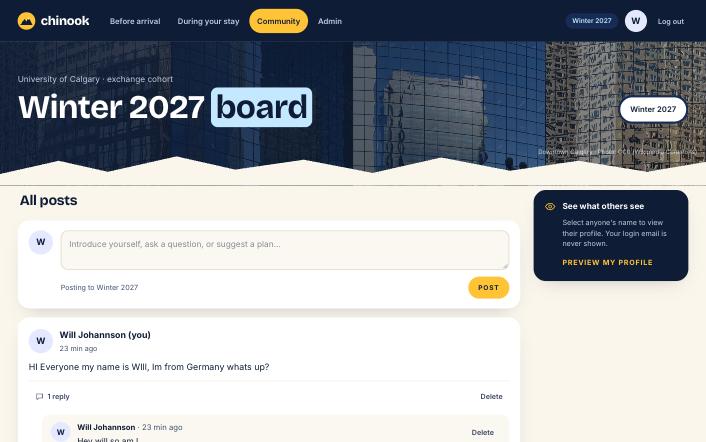 chinook
Before arrival
During your stay
Community
Admin
Winter 2027
W
Log out
University of Calgary · exchange cohort
Winter 2027 board
Winter 2027
All posts
W
Introduce yourself, ask a question, or suggest a plan...
Posting to Winter 2027
POST
See what others see
Select anyone's name to view
their profile. Your login email is
never shown.
PREVIEW MY PROFILE
W
Will Johannson (you)
23 min ago
HI Everyone my name is WIll, Im from Germany whats up?
1 reply
Delete
W
Will Johannson · 23 min ago
Delete
Hey will so am I